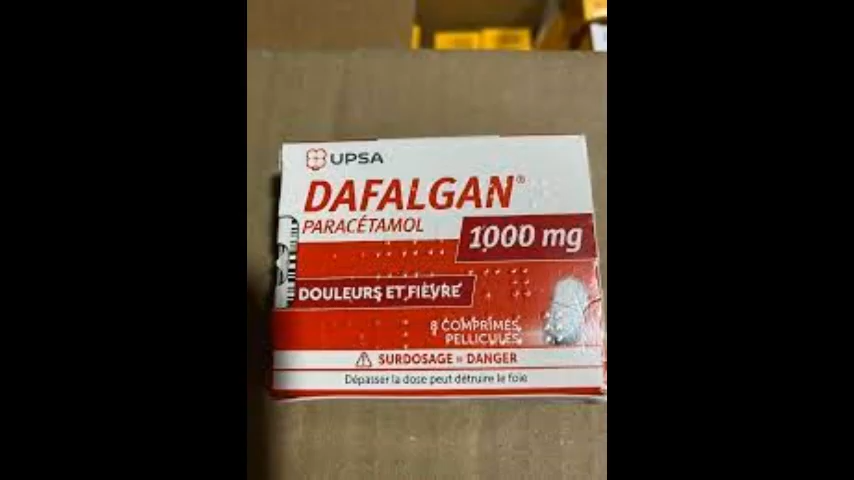 UPSA
DAFALGAN®
PARACÉTAMOL
1000 mg
DOULEURS ET FIÈVRE
8 COMPRIMÉS
PELLICULÉS
⚠ SURDOSAGE = DANGER
Dépasser la dose peut détruire le foie